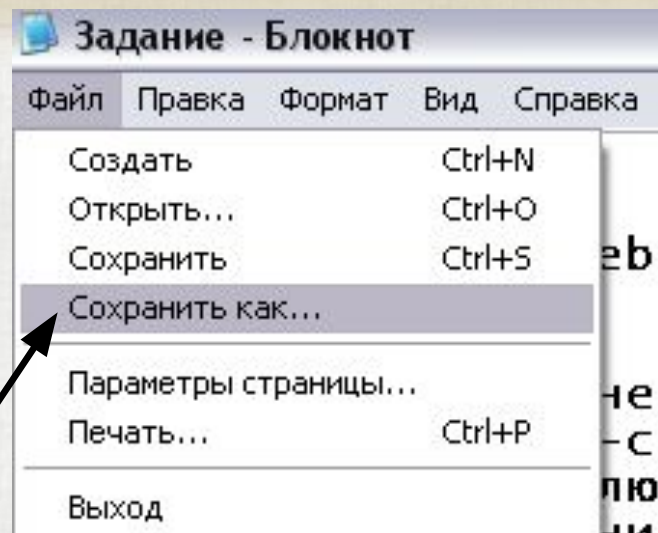 Задание - Блокнот
Файл Правка Формат Вид Справка
Создать Ctrl+N
Открыть... Ctrl+O
Сохранить Ctrl+S
Сохранить как...
Параметры страницы...
Печать... Ctrl+P
Выход